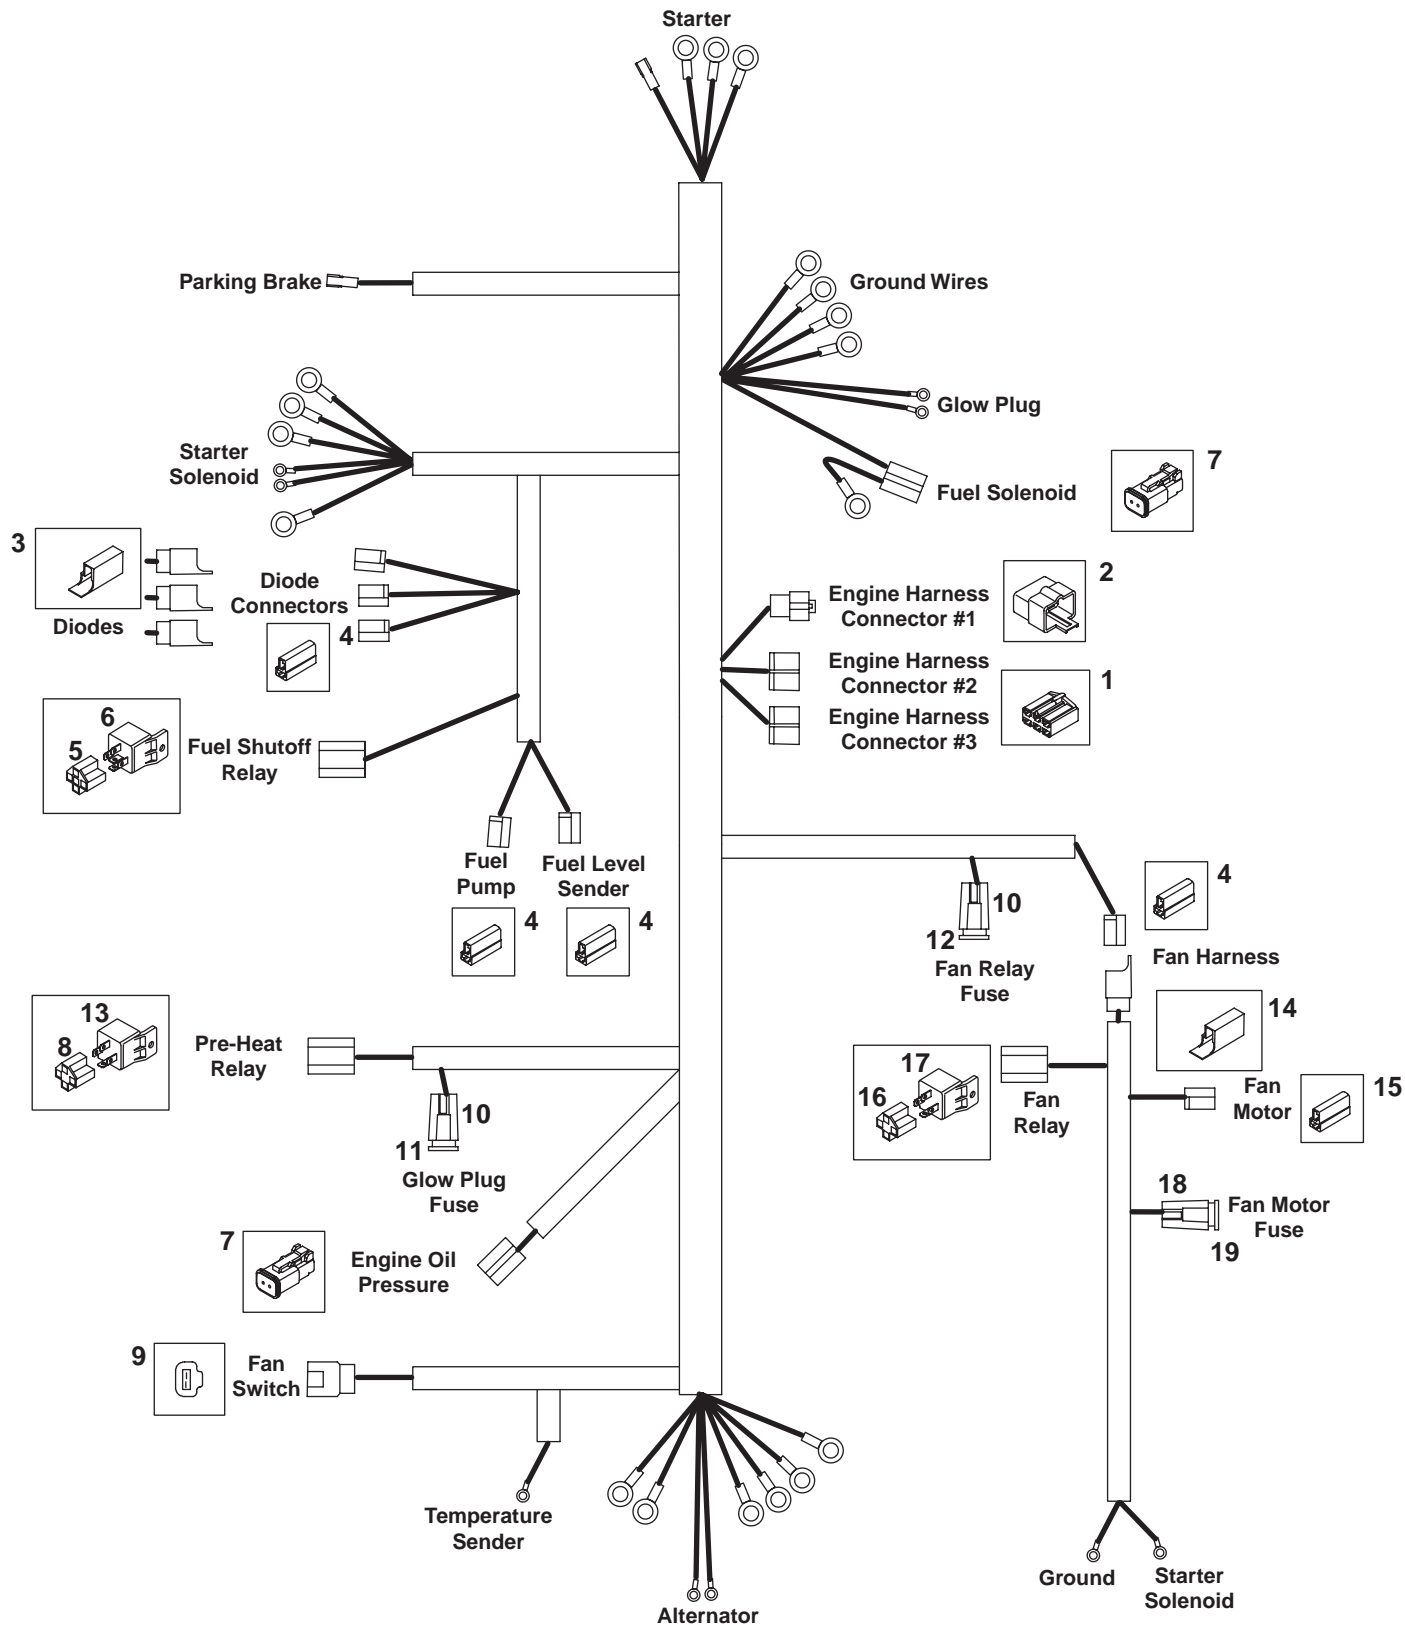 Starter
Parking Brake
Ground Wires
Glow Plug
Starter
Solenoid
7
Fuel Solenoid
3
Diodes
Diode
Connectors
4
2
Engine Harness
Connector #1
Engine Harness
Connector #2
1
Engine Harness
Connector #3
6
5
Fuel Shutoff
Relay
Fuel
Pump
Fuel Level
Sender
4
4
10
12
Fan Relay
Fuse
4
Fan Harness
13
8
Pre-Heat
Relay
10
11
Glow Plug
Fuse
14
17
16
Fan
Relay
Fan
Motor
15
18
Fan Motor
Fuse
19
7
Engine Oil
Pressure
9
Fan
Switch
Temperature
Sender
Alternator
Ground
Starter
Solenoid